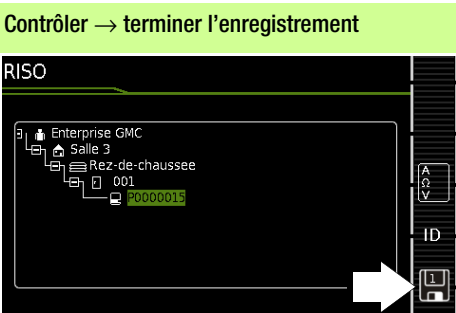 Contrôler → terminer l'enregistrement
RISO
Enterprise GMC
Salle 3
Rez-de-chaussee
001
P0000015
A
Ω
V
ID
1